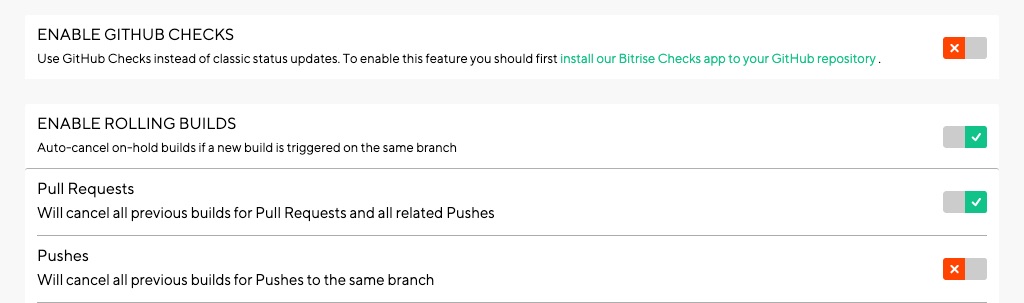 ENABLE GITHUB CHECKS
Use GitHub Checks instead of classic status updates. To enable this feature you should first install our Bitrise Checks app to your GitHub repository .
ENABLE ROLLING BUILDS
Auto-cancel on-hold builds if a new build is triggered on the same branch
Pull Requests
Will cancel all previous builds for Pull Requests and all related Pushes
Pushes
Will cancel all previous builds for Pushes to the same branch